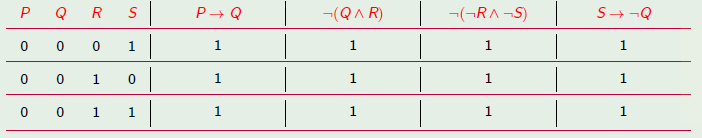 P Q R S P → Q ¬(Q ∧ R) ¬(¬R ∧ ¬S) S → ¬Q
0 0 0 1 1 1 1 1
0 0 1 0 1 1 1 1
0 0 1 1 1 1 1 1